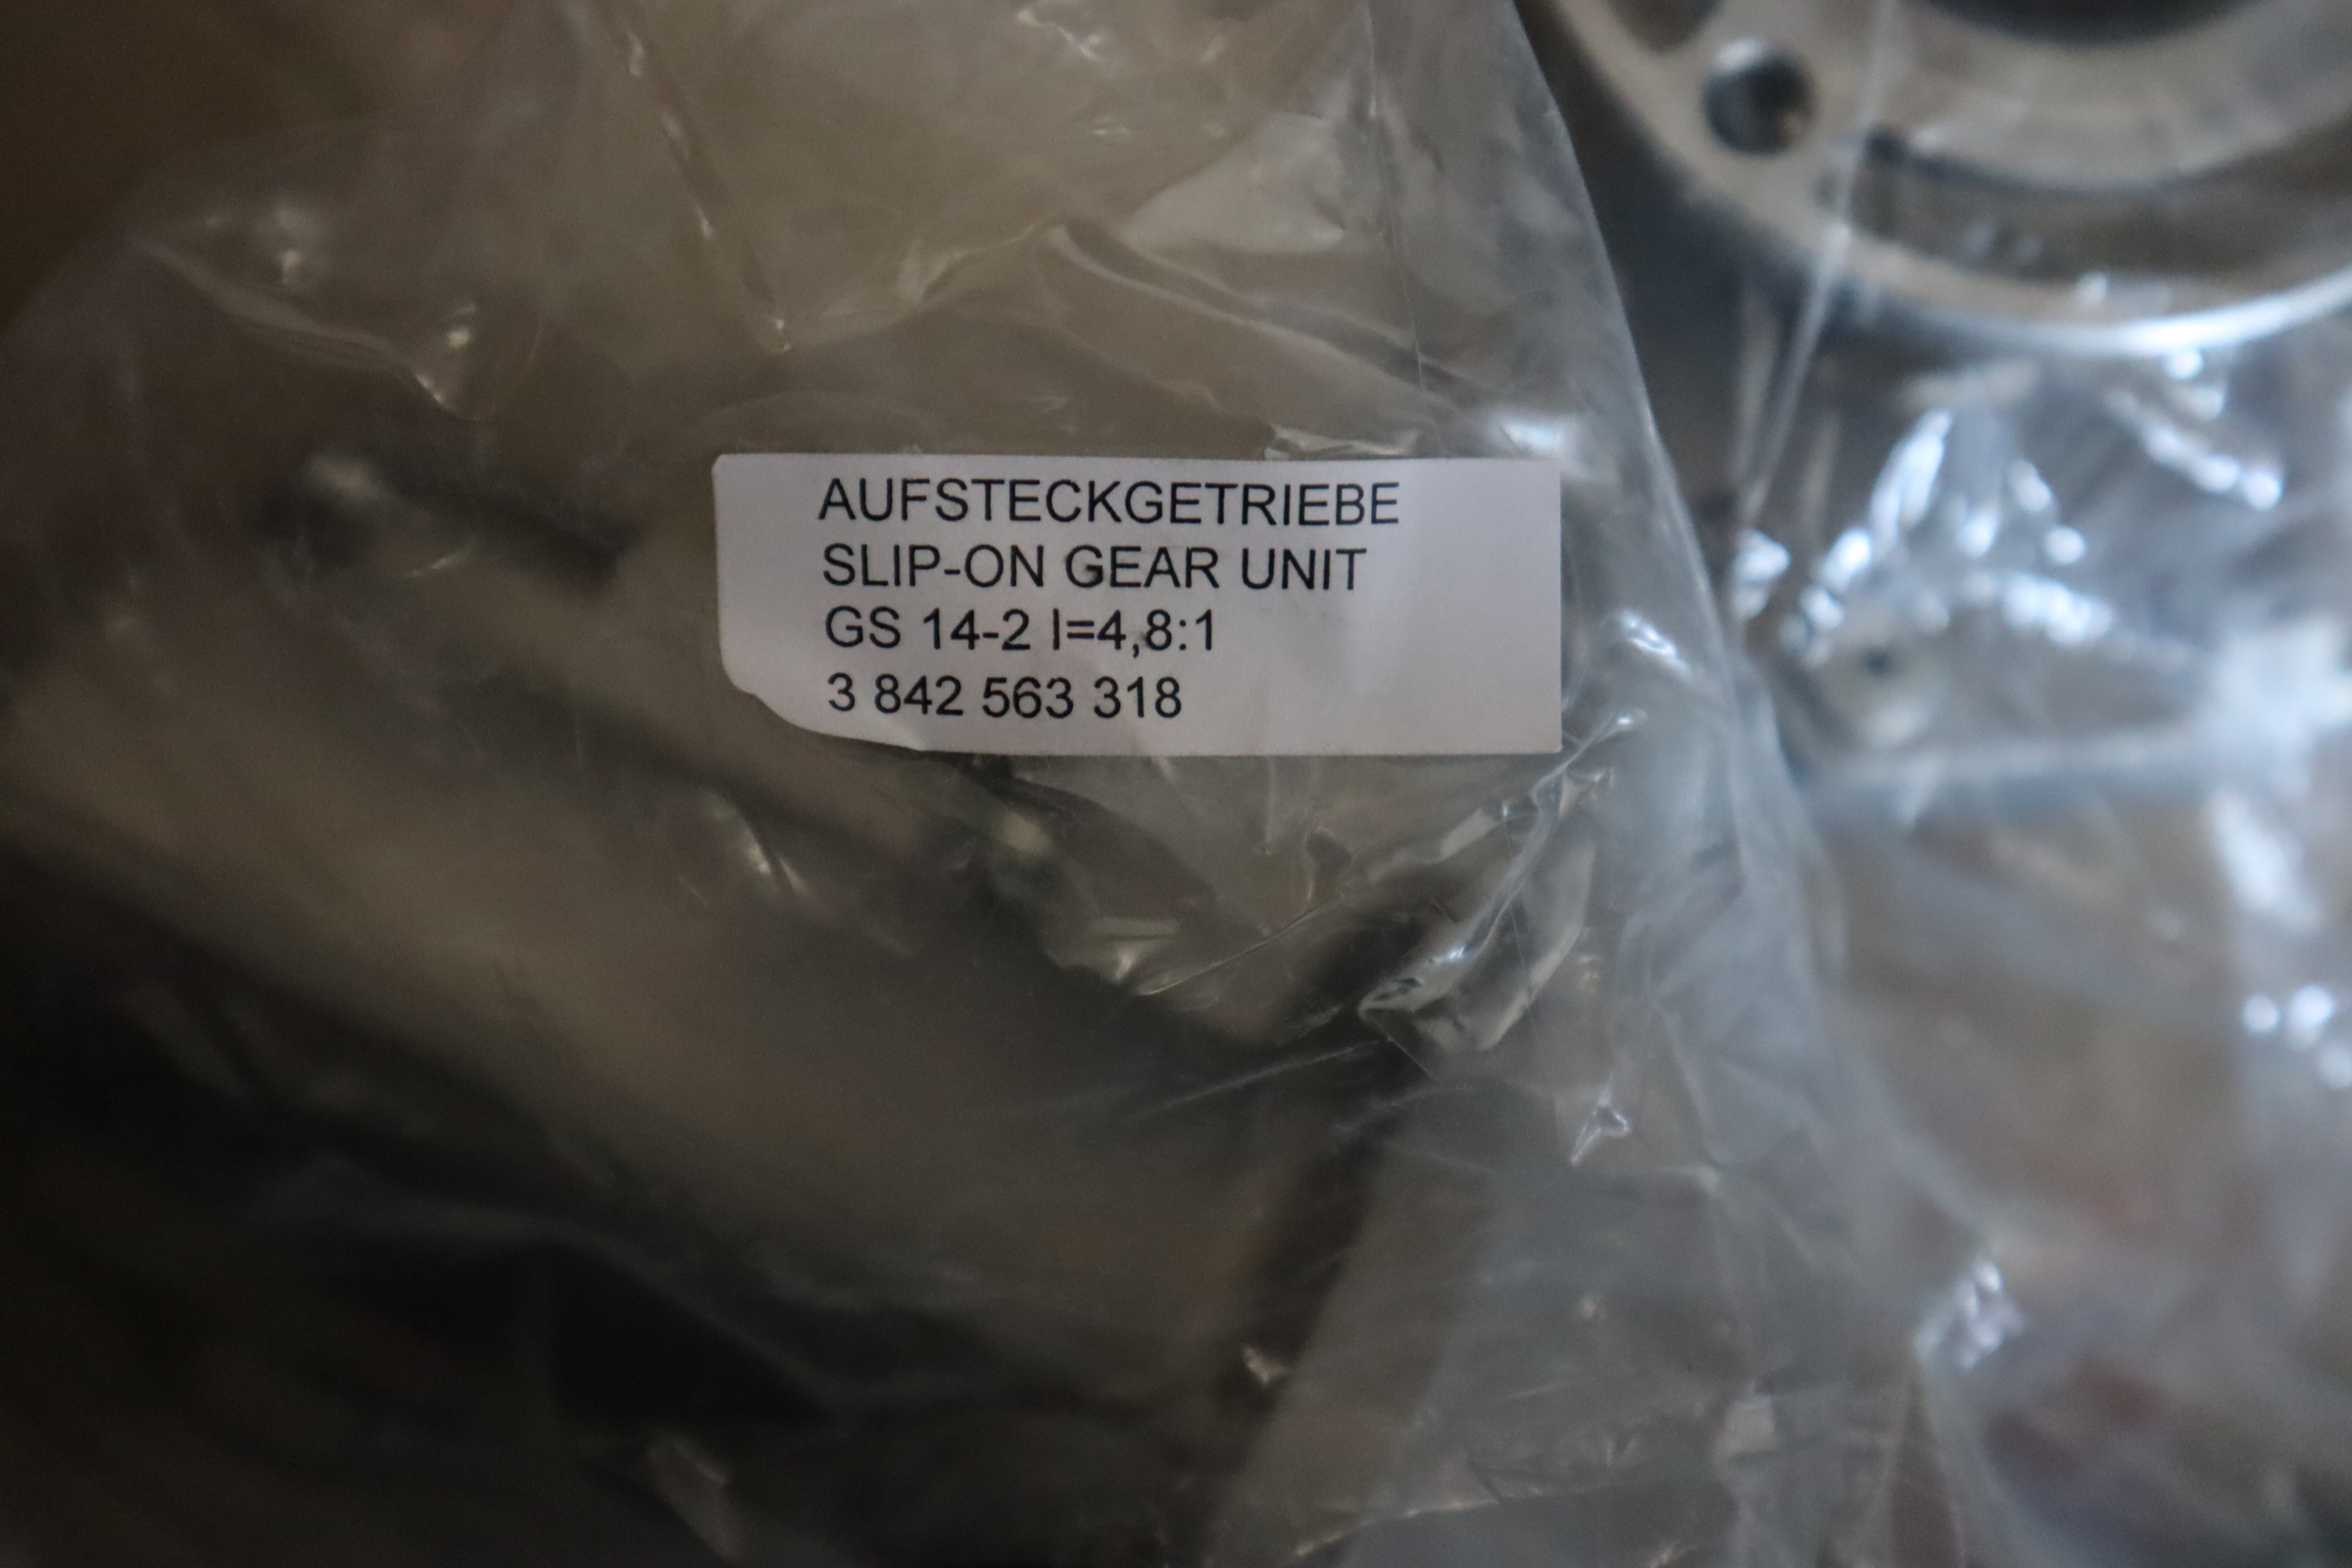 AUFSTECKGETRIEBE
SLIP-ON GEAR UNIT
GS 14-2 I=4,8:1
3 842 563 318